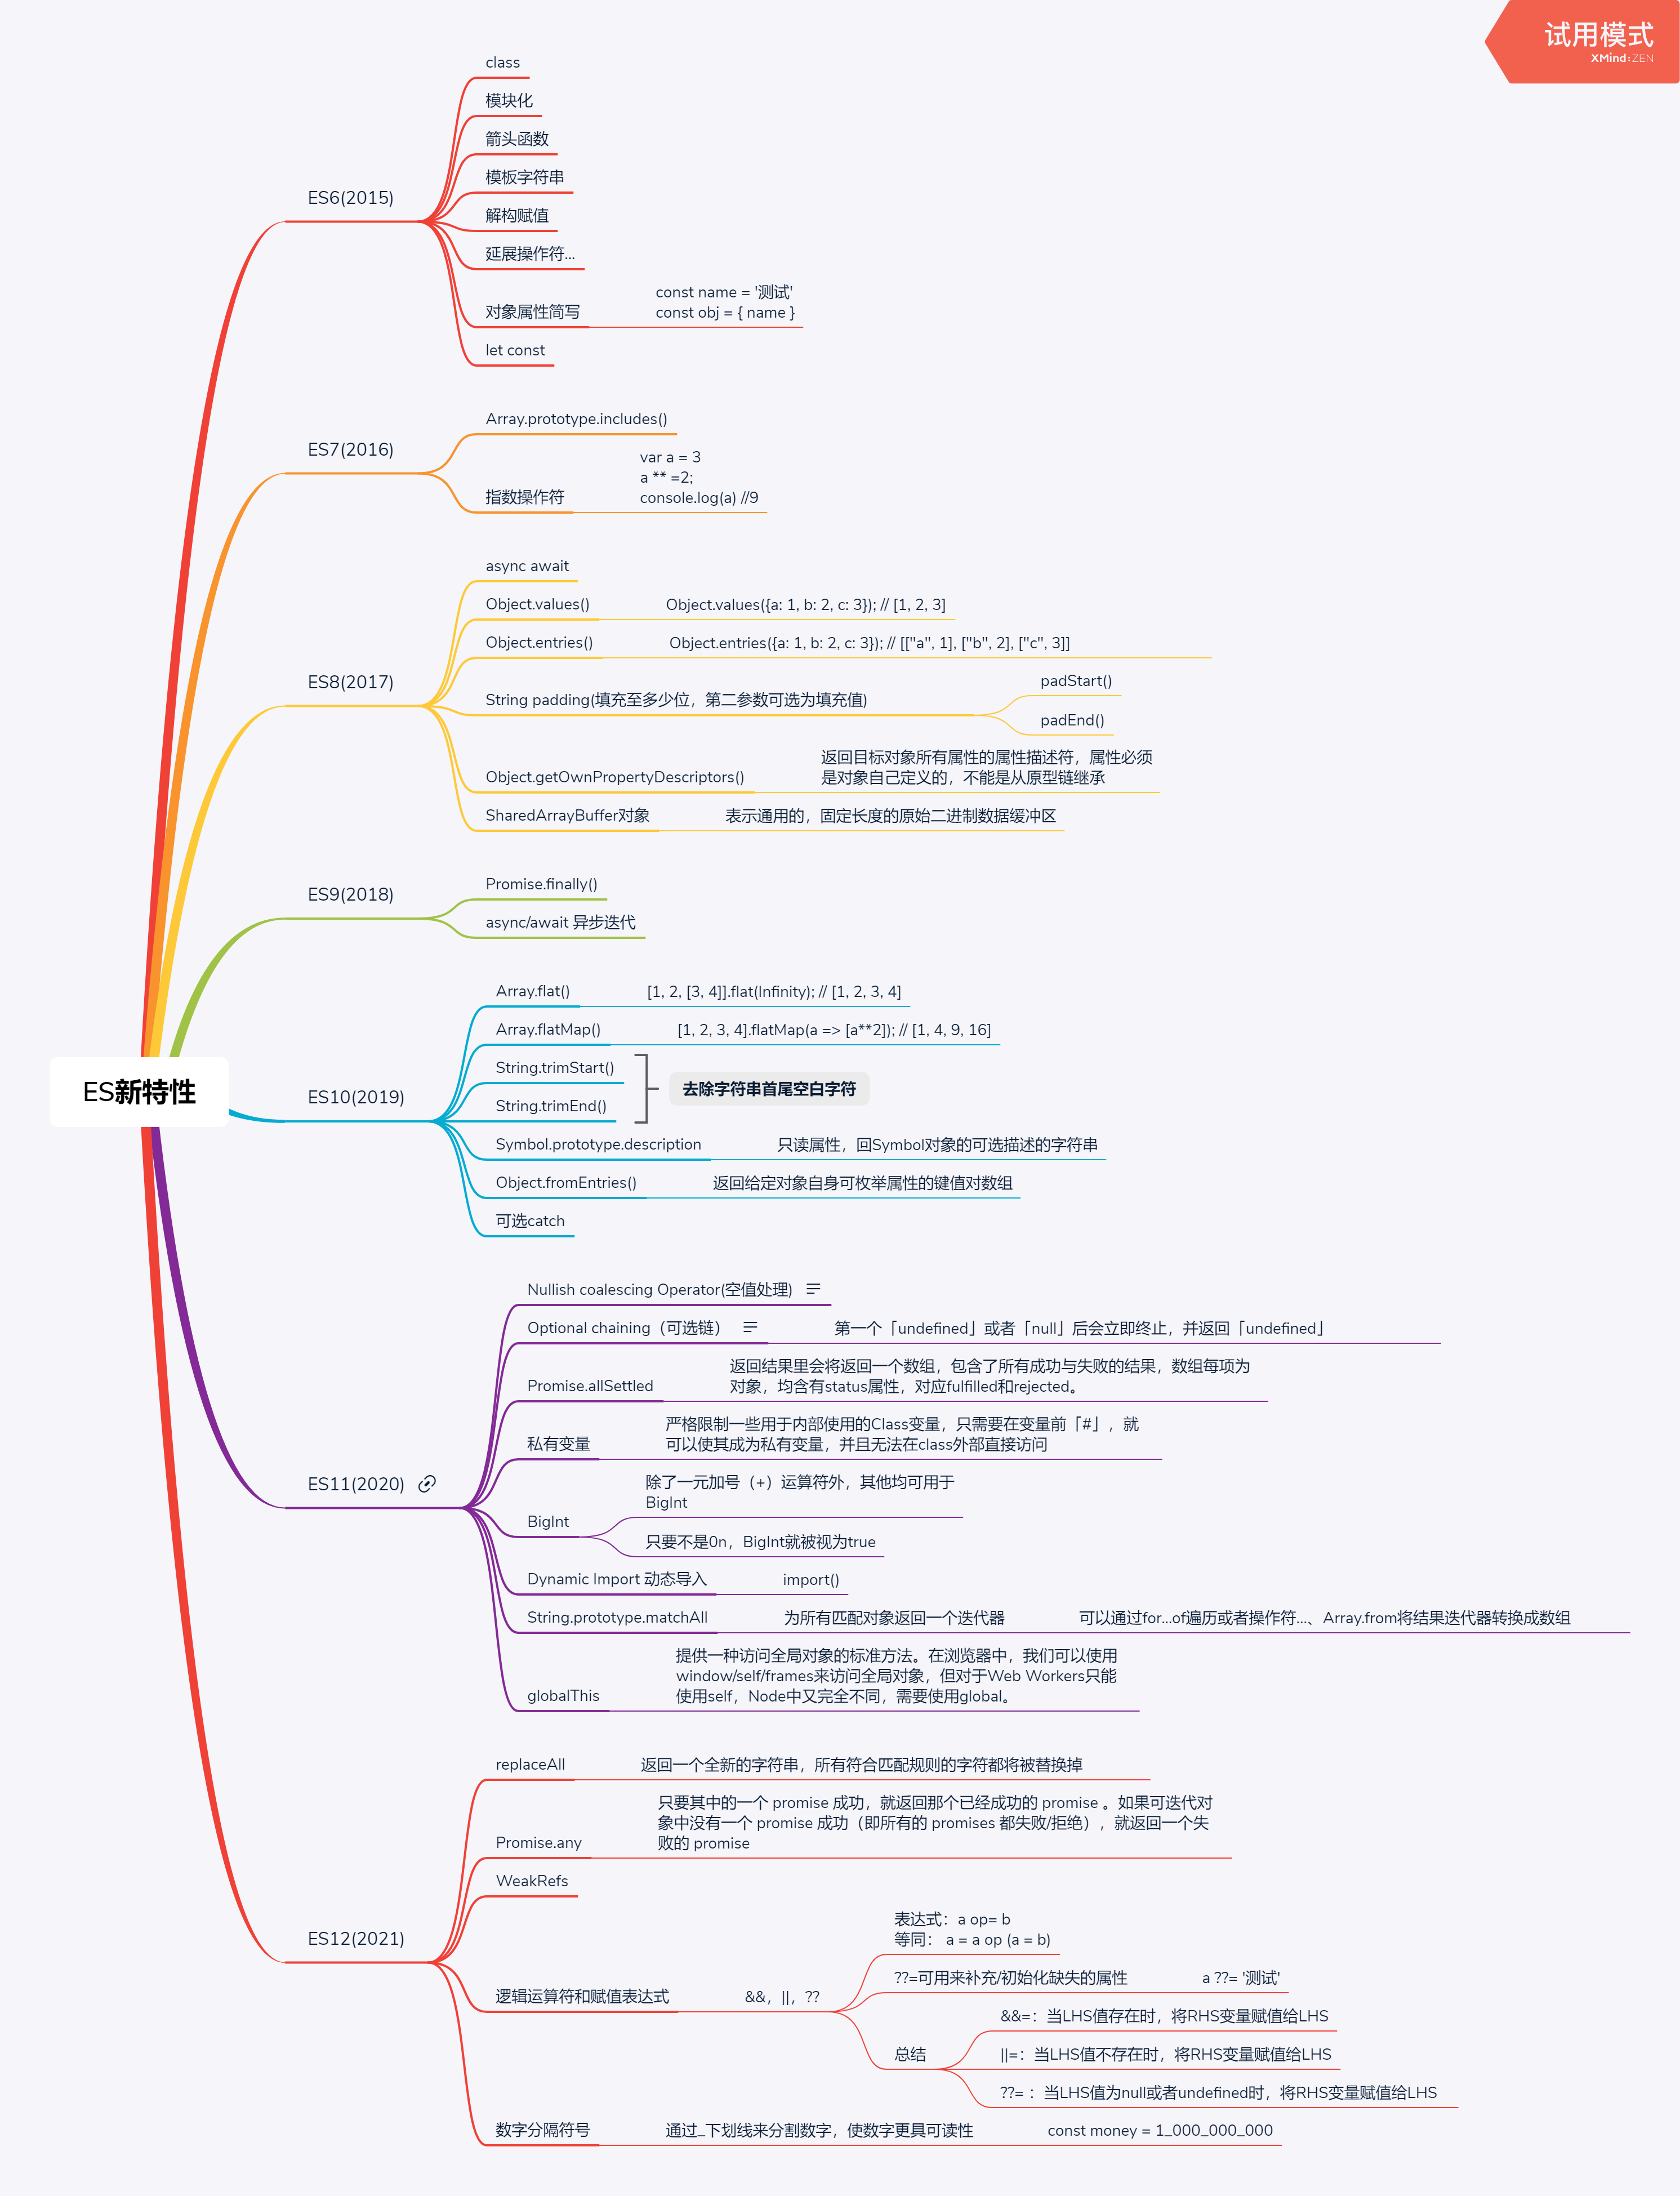 试用模式
XMind:ZEN
ES新特性
ES6(2015)
class
模块化
箭头函数
模板字符串
解构赋值
延展操作符...
对象属性简写
const name = '测试'
const obj = { name }
let const
ES7(2016)
Array.prototype.includes()
指数操作符
var a = 3
a ** =2;
console.log(a) //9
ES8(2017)
async await
Object.values()
Object.values({a: 1, b: 2, c: 3}); // [1, 2, 3]
Object.entries()
Object.entries({a: 1, b: 2, c: 3}); // [["a", 1], ["b", 2], ["c", 3]]
String padding(填充至多少位，第二参数可选为填充值)
padStart()
padEnd()
Object.getOwnPropertyDescriptors()
返回目标对象所有属性的属性描述符，属性必须
是对象自己定义的，不能是从原型链继承
SharedArrayBuffer对象
表示通用的，固定长度的原始二进制数据缓冲区
ES9(2018)
Promise.finally()
async/await 异步迭代
ES10(2019)
Array.flat()
[1, 2, [3, 4]].flat(Infinity); // [1, 2, 3, 4]
Array.flatMap()
[1, 2, 3, 4].flatMap(a => [a**2]); // [1, 4, 9, 16]
String.trimStart()
String.trimEnd()
去除字符串首尾空白字符
Symbol.prototype.description
只读属性，回Symbol对象的可选描述的字符串
Object.fromEntries()
返回给定对象自身可枚举属性的键值对数组
可选catch
ES11(2020)
Nullish coalescing Operator(空值处理)
Optional chaining（可选链）
第一个「undefined」或者「null」后会立即终止，并返回「undefined」
Promise.allSettled
返回结果里会将返回一个数组，包含了所有成功与失败的结果，数组每项为
对象，均含有status属性，对应fulfilled和rejected。
私有变量
严格限制一些用于内部使用的Class变量，只需要在变量前「#」，就
可以使其成为私有变量，并且无法在class外部直接访问
BigInt
除了一元加号（+）运算符外，其他均可用于
BigInt
只要不是0n，BigInt就被视为true
Dynamic Import 动态导入
import()
String.prototype.matchAll
为所有匹配对象返回一个迭代器
可以通过for...of遍历或者操作符...、Array.from将结果迭代器转换成数组
globalThis
提供一种访问全局对象的标准方法。在浏览器中，我们可以使用
window/self/frames来访问全局对象，但对于Web Workers只能
使用self，Node中又完全不同，需要使用global。
ES12(2021)
replaceAll
返回一个全新的字符串，所有符合匹配规则的字符都将被替换掉
Promise.any
只要其中的一个 promise 成功，就返回那个已经成功的 promise 。如果可迭代对
象中没有一个 promise 成功（即所有的 promises 都失败/拒绝），就返回一个失
败的 promise
WeakRefs
逻辑运算符和赋值表达式
&&，||，??
表达式：a op= b
等同： a = a op (a = b)
??=可用来补充/初始化缺失的属性
a ??= '测试'
总结
&&=：当LHS值存在时，将RHS变量赋值给LHS
||=：当LHS值不存在时，将RHS变量赋值给LHS
??= ：当LHS值为null或者undefined时，将RHS变量赋值给LHS
数字分隔符号
通过_下划线来分割数字，使数字更具可读性
const money = 1_000_000_000